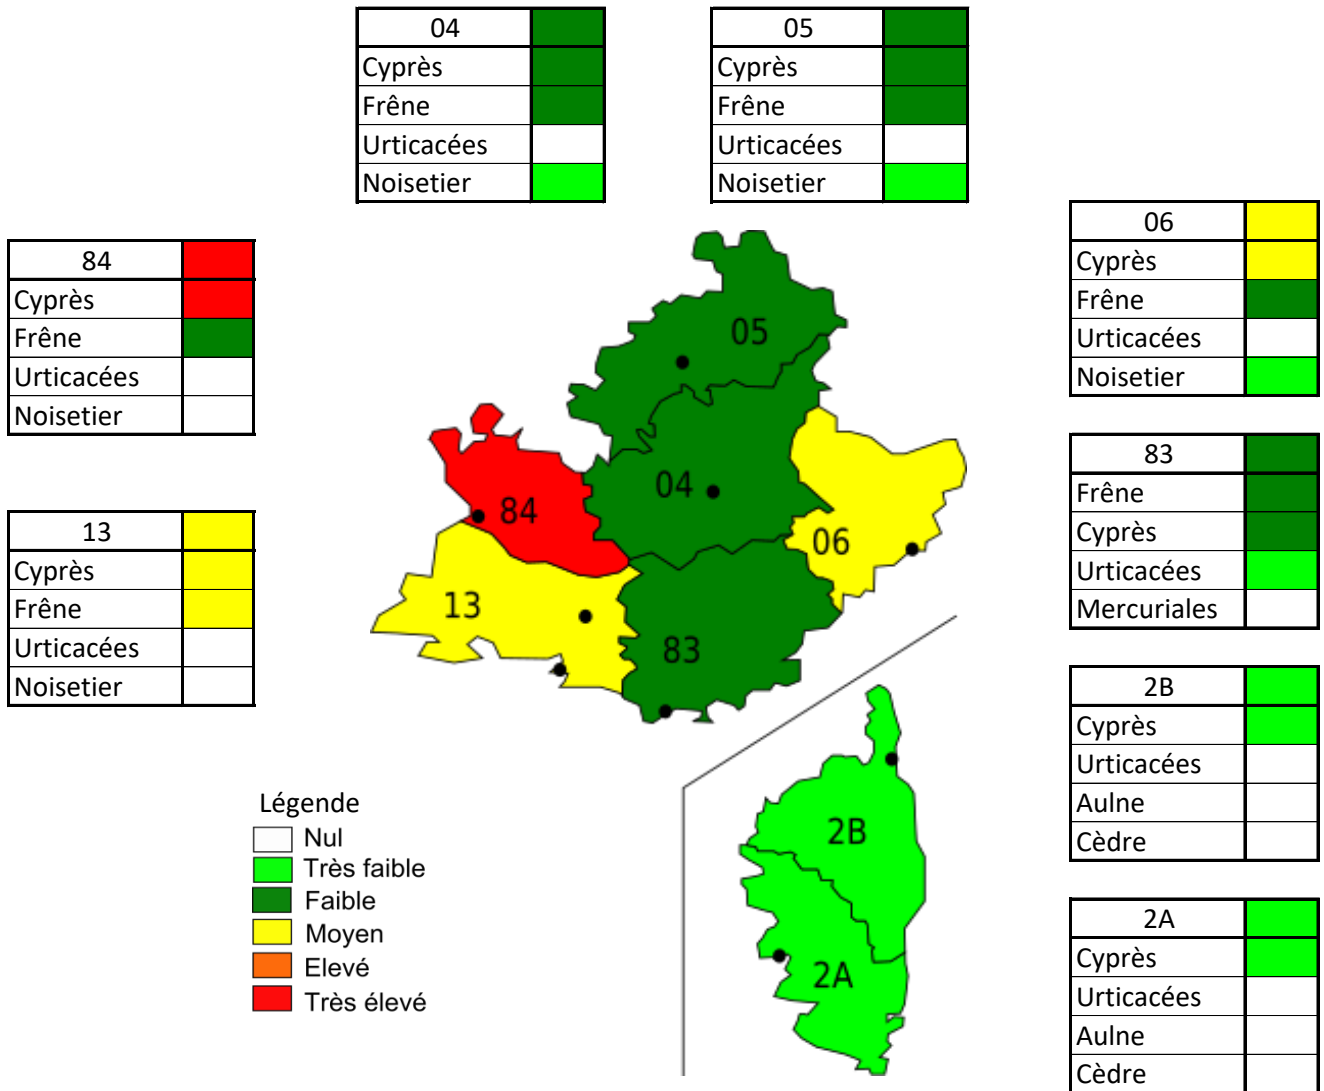 04
Cyprès
Frêne
Urticacées
Noisetier
05
Cyprès
Frêne
Urticacées
Noisetier
84
Cyprès
Frêne
Urticacées
Noisetier
13
Cyprès
Frêne
Urticacées
Noisetier
06
Cyprès
Frêne
Urticacées
Noisetier
83
Frêne
Cyprès
Urticacées
Mercuriales
2B
Cyprès
Urticacées
Aulne
Cèdre
2A
Cyprès
Urticacées
Aulne
Cèdre
05
04
84
06
13
83
2B
2A
Légende
Nul
Très faible
Faible
Moyen
Elevé
Très élevé